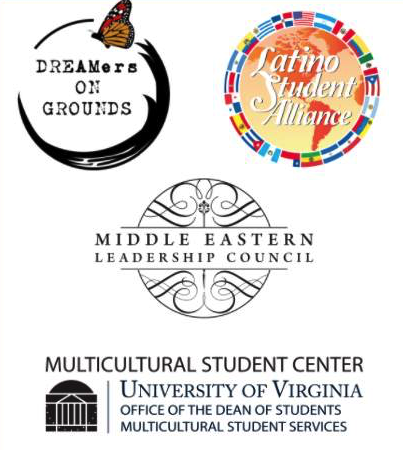 DREAMers
ON
GROUNDS
Latino
Student
Alliance
MIDDLE EASTERN
LEADERSHIP COUNCIL
MULTICULTURAL STUDENT CENTER
UNIVERSITY OF VIRGINIA
OFFICE OF THE DEAN OF STUDENTS
MULTICULTURAL STUDENT SERVICES